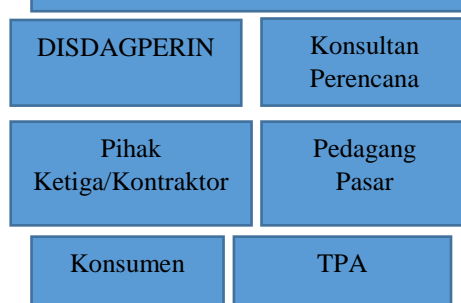 DISDAGPERIN
Konsultan
Perencana
Pihak
Ketiga/Kontraktor
Pedagang
Pasar
Konsumen
TPA